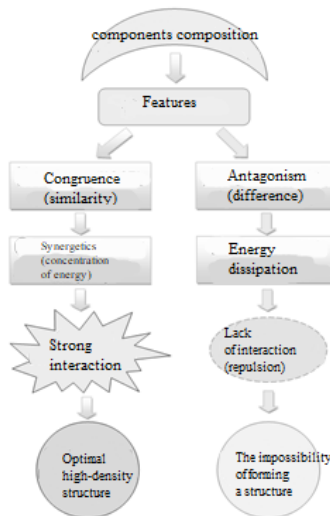 components composition
Features
Congruence
(similarity)
Synergetics
(concentration
of energy)
Strong
interaction
Optimal
high-density
structure
Antagonism
(difference)
Energy
dissipation
Lack
of interaction
(repulsion)
The impossibility
of forming
a structure